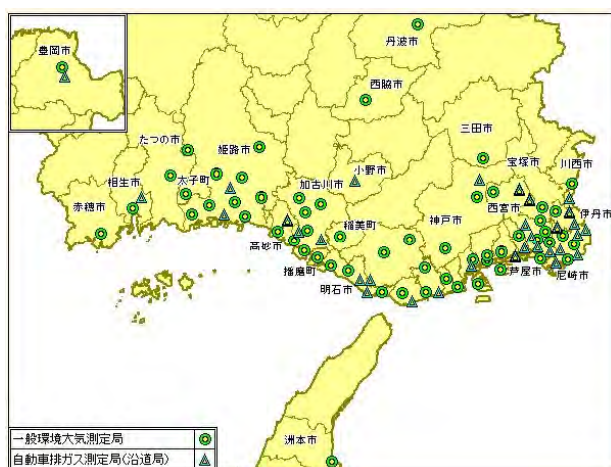 豊岡市
丹波市
西脇市
三田市
たつの市
姫路市
宝塚市
川西市
相生市
太子町
加古川市
小野市
赤穂市
西宮市
伊丹市
稲美町
神戸市
高砂市
播磨町
芦屋市
尼崎市
明石市
洲本市
一般環境大気測定局
自動車排ガス測定局(沿道局)